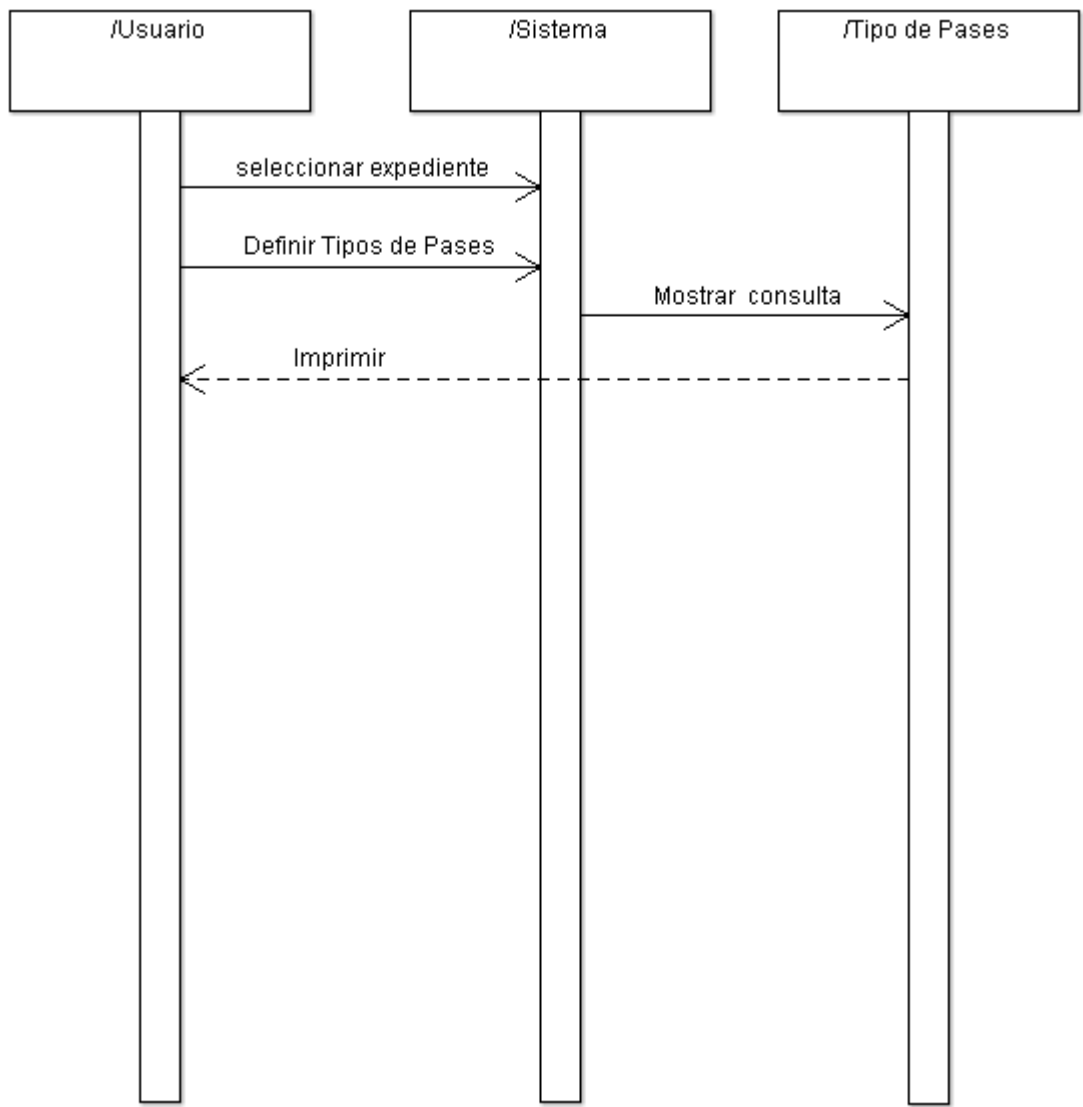 /Usuario
/Sistema
/Tipo de Pases
seleccionar expediente
Definir Tipos de Pases
Mostrar consulta
Imprimir